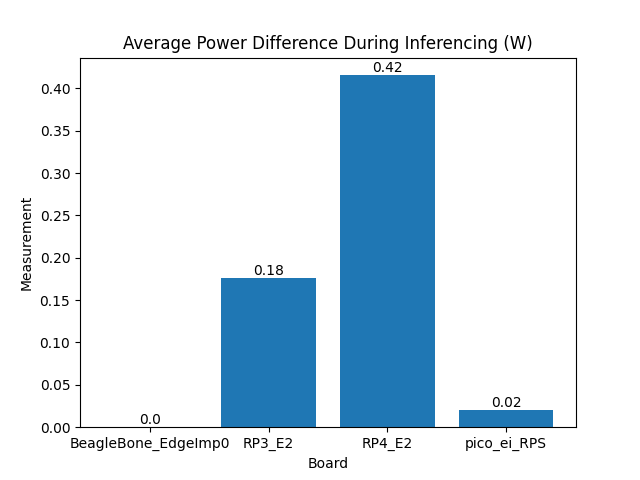 Average Power Difference During Inferencing (W)
0.40
0.35
0.30
0.25
0.20
0.15
0.10
0.05
0.00
Measurement
0.0
0.18
0.42
0.02
BeagleBone_EdgeImp0
RP3_E2
RP4_E2
pico_ei_RPS
Board